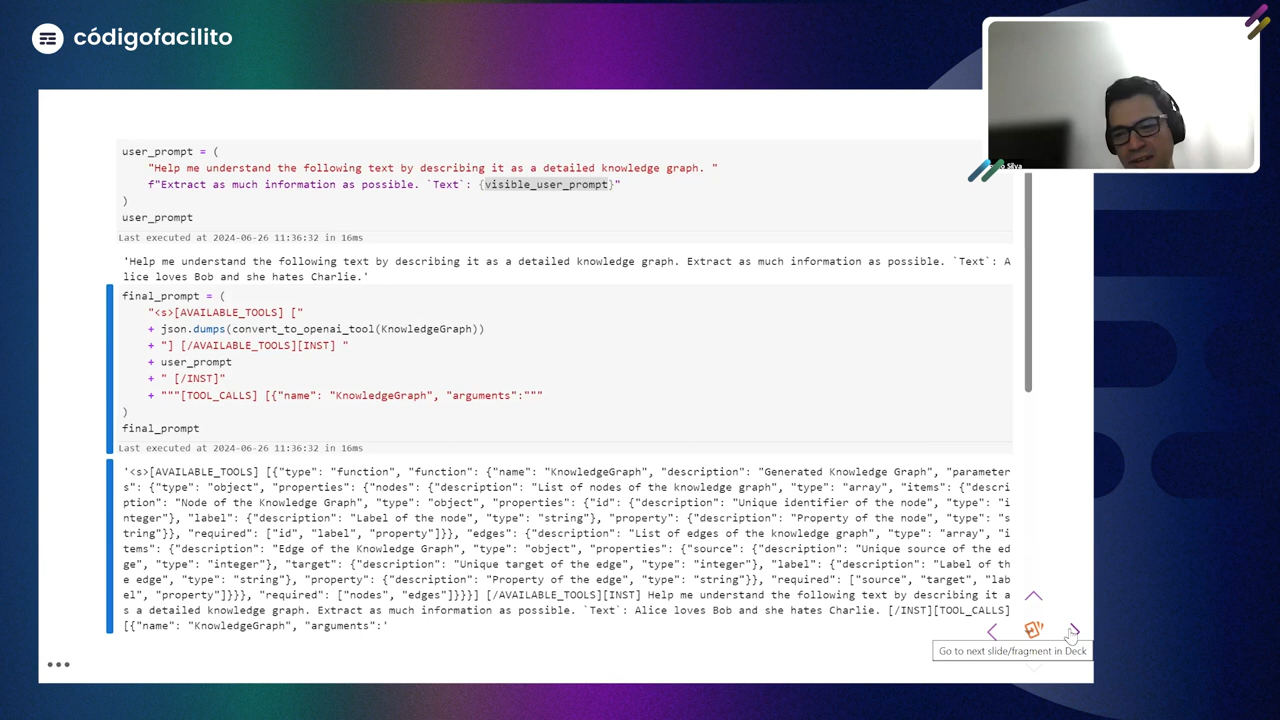 códigofacilito
o Silva
user_prompt = (
"Help me understand the following text by describing it as a detailed knowledge graph. "
f"Extract as much information as possible. `Text`: {visible_user_prompt}"
)
user_prompt
Last executed at 2024-06-26 11:36:32 in 16ms
'Help me understand the following text by describing it as a detailed knowledge graph. Extract as much information as possible. `Text`: A
lice loves Bob and she hates Charlie.'
final_prompt = (
"<s>[AVAILABLE_TOOLS] ["
+ json.dumps(convert_to_openai_tool(KnowledgeGraph))
+ "] [/AVAILABLE_TOOLS][INST] "
+ user_prompt
+ " [/INST]"
+ """[TOOL_CALLS] [{"name": "KnowledgeGraph", "arguments":"""
)
final_prompt
Last executed at 2024-06-26 11:36:32 in 16ms
'<s>[AVAILABLE_TOOLS] [{"type": "function", "function": {"name": "KnowledgeGraph", "description": "Generated Knowledge Graph", "parameter
s": {"type": "object", "properties": {"nodes": {"description": "List of nodes of the knowledge graph", "type": "array", "items": {"descri
ption": "Node of the Knowledge Graph", "type": "object", "properties": {"id": {"description": "Unique identifier of the node", "type": "i
nteger"}, "label": {"description": "Label of the node", "type": "string"}, "property": {"description": "Property of the node", "type": "s
tring"}}, "required": ["id", "label", "property"]}}, "edges": {"description": "List of edges of the knowledge graph", "type": "array", "i
tems": {"description": "Edge of the Knowledge Graph", "type": "object", "properties": {"source": {"description": "Unique source of the ed
ge", "type": "integer"}, "target": {"description": "Unique target of the edge", "type": "integer"}, "label": {"description": "Label of th
e edge", "type": "string"}, "property": {"description": "Property of the edge", "type": "string"}}, "required": ["source", "target", "lab
el", "property"]}}}, "required": ["nodes", "edges"]}}}] [/AVAILABLE_TOOLS][INST] Help me understand the following text by describing it a
s a detailed knowledge graph. Extract as much information as possible. `Text`: Alice loves Bob and she hates Charlie. [/INST][TOOL_CALLS]
[{"name": "KnowledgeGraph", "arguments":'
Go to next slide/fragment in Deck